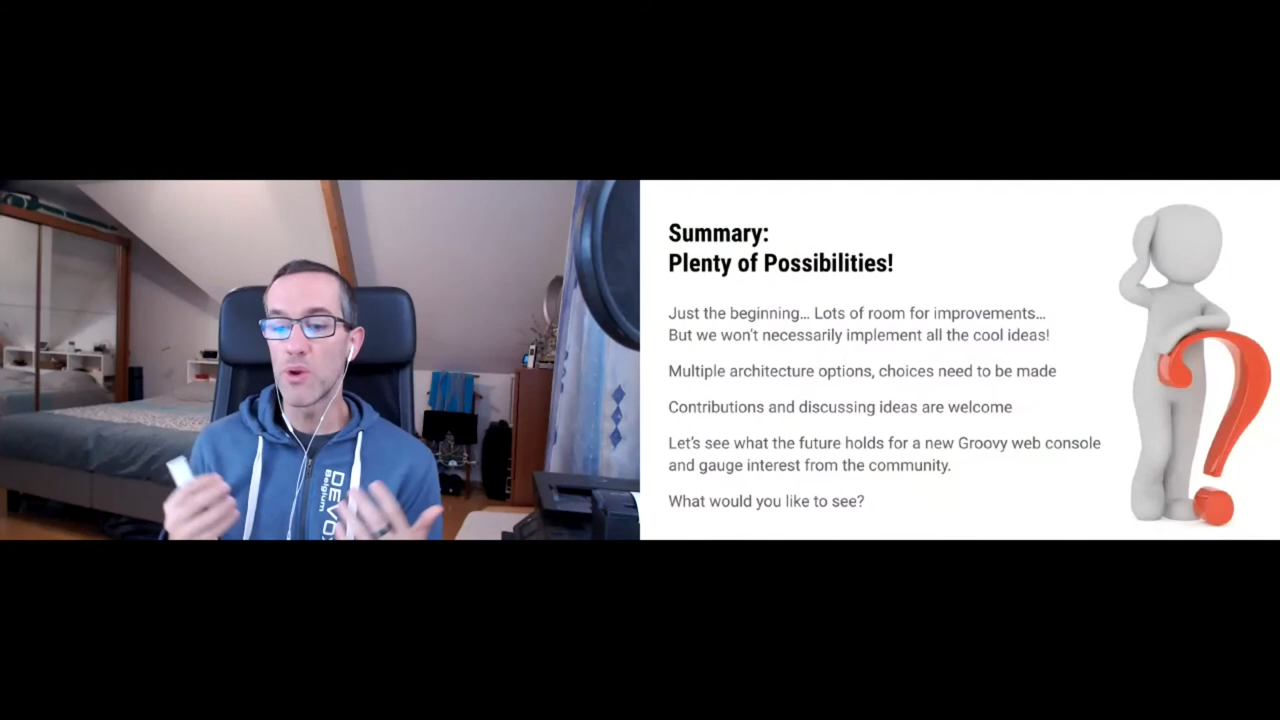 DEVOX
Belgium
Summary:
Plenty of Possibilities!
Just the beginning… Lots of room for improvements…
But we won't necessarily implement all the cool ideas!
Multiple architecture options, choices need to be made
Contributions and discussing ideas are welcome
Let's see what the future holds for a new Groovy web console
and gauge interest from the community.
What would you like to see?